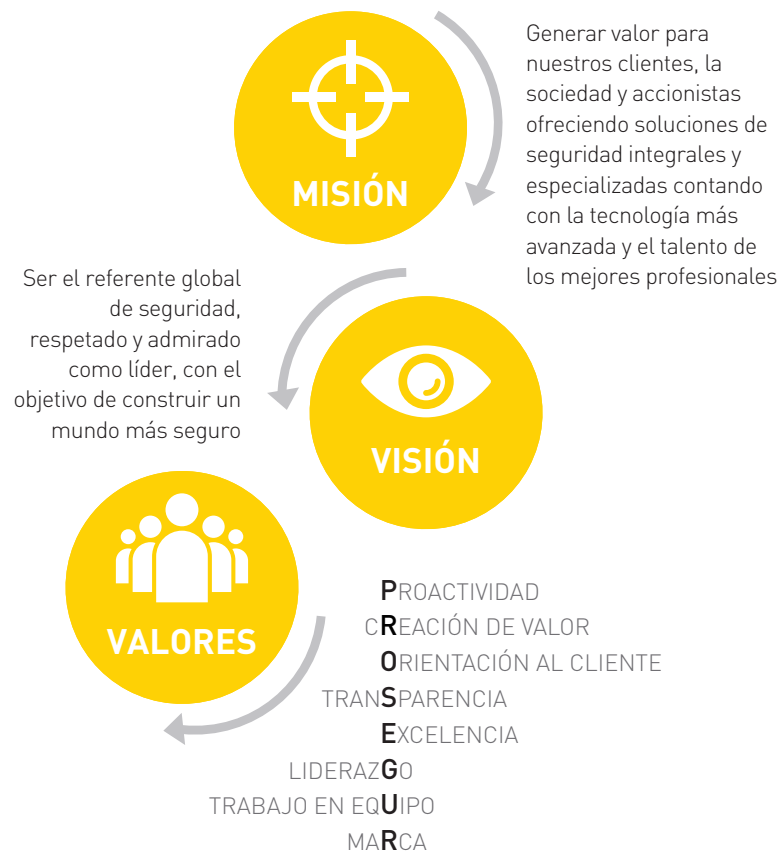 MISIÓN
Generar valor para
nuestros clientes, la
sociedad y accionistas
ofreciendo soluciones de
seguridad integrales y
especializadas contando
con la tecnología más
avanzada y el talento de
los mejores profesionales
Ser el referente global
de seguridad,
respetado y admirado
como líder, con el
objetivo de construir un
mundo más seguro
VISIÓN
VALORES
PROACTIVIDAD
CREACIÓN DE VALOR
ORIENTACIÓN AL CLIENTE
TRANSPARENCIA
EXCELENCIA
LIDERAZGO
TRABAJO EN EQUIPO
MARCA